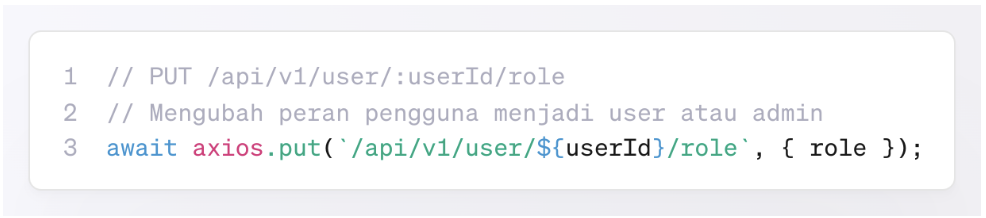 1 // PUT /api/v1/user/:userId/role
2 // Mengubah peran pengguna menjadi user atau admin
3 await axios.put(`/api/v1/user/${userId}/role`, { role });